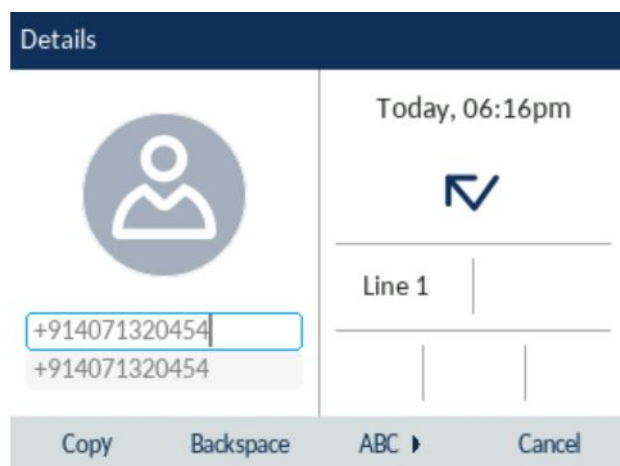 Details
Today, 06:16pm
Line 1
+914071320454
+914071320454
Copy Backspace ABC Cancel